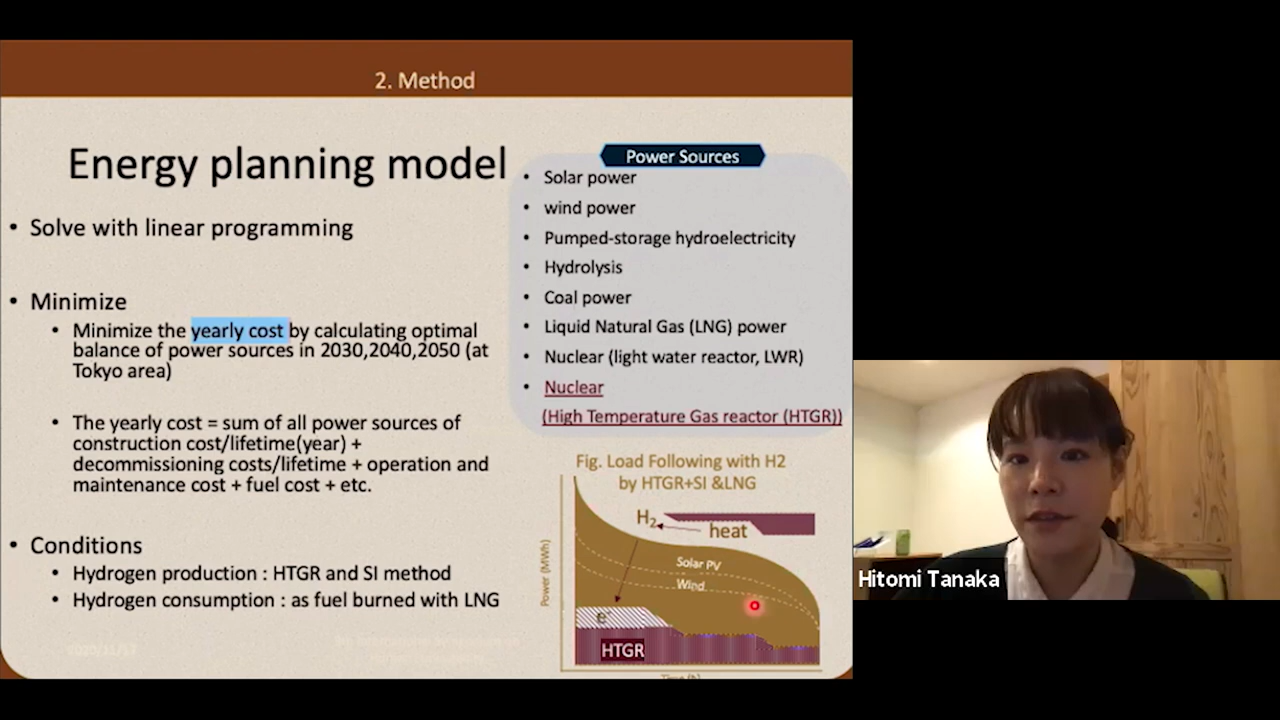 2. Method
Energy planning model
• Solve with linear programming
• Minimize
• Minimize the yearly cost by calculating optimal
balance of power sources in 2030,2040,2050 (at
Tokyo area)
• The yearly cost = sum of all power sources of
construction cost/lifetime(year) +
decommissioning costs/lifetime + operation and
maintenance cost + fuel cost + etc.
• Conditions
• Hydrogen production : HTGR and SI method
• Hydrogen consumption : as fuel burned with LNG
Power Sources
• Solar power
• wind power
• Pumped-storage hydroelectricity
• Hydrolysis
• Coal power
• Liquid Natural Gas (LNG) power
• Nuclear (light water reactor, LWR)
• Nuclear
(High Temperature Gas reactor (HTGR))
Fig. Load Following with H2
by HTGR+SI &LNG
H2
heat
Solar PV
Wind
e-
HTGR
Power (MWh)
Time (h)
Hitomi Tanaka